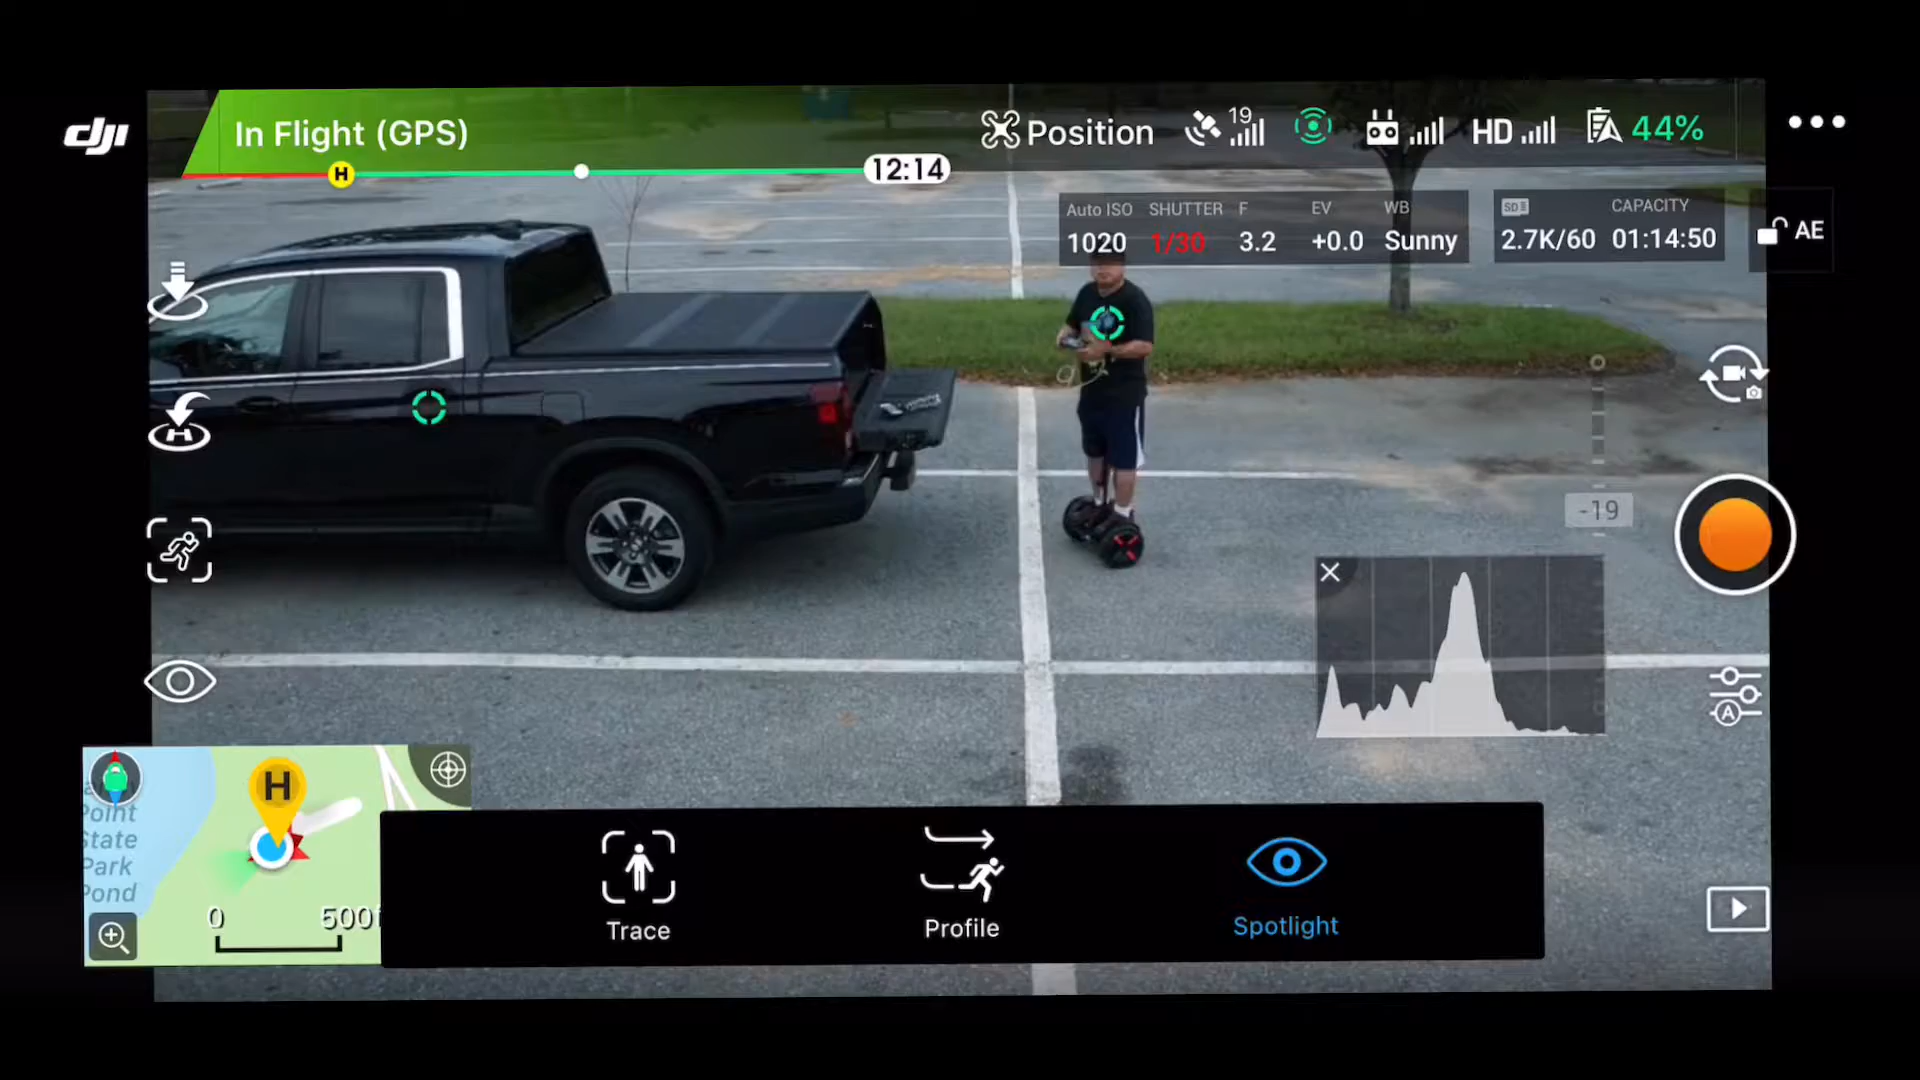 dji
In Flight (GPS)
Position
19
HD
44%
H
12:14
Auto ISO
1020
SHUTTER
1/30
F
3.2
EV
+0.0
WB
Sunny
SD
2.7K/60
CAPACITY
01:14:50
AE
H
-19
A
H
Point
State
Park
Pond
0
500
Trace
Profile
Spotlight